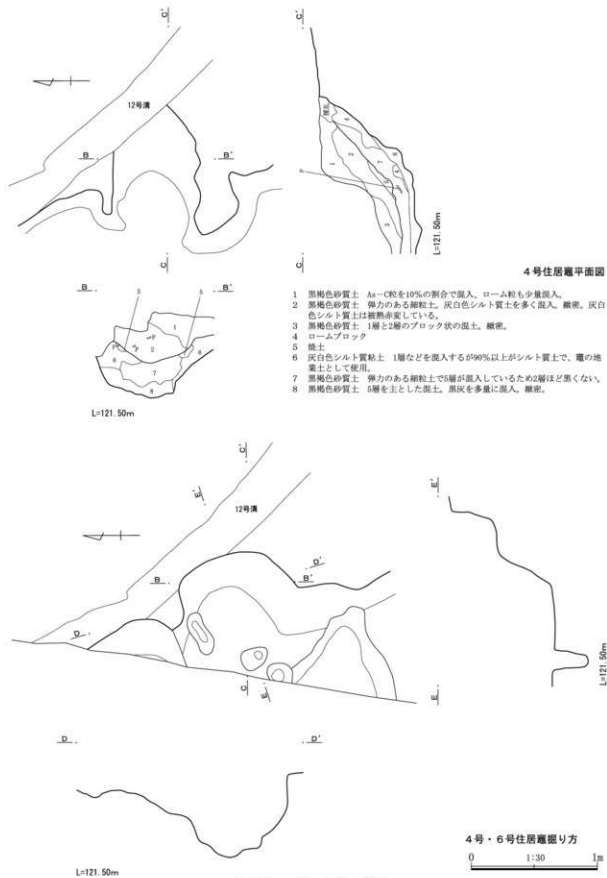 C′
12号溝
B
B′
C
C′
攪乱
4
1
2
7
8
6
5
3
P
C
L=121.50m
4号住居竈平面図
B
5
5
B′
1
P
P
2
6
6
7
8
L=121.50m
1 黒褐色砂質土 As－C粒を10%の割合で混入。ローム粒も少量混入。
2 黒褐色砂質土 弾力のある細粒土。灰白色シルト質土を多く混入。緻密。灰白
色シルト質土は被熱赤変している。
3 黒褐色砂質土 1層と2層のブロック状の混土。緻密。
4 ロームブロック
5 焼土
6 灰白色シルト質粘土 1層などを混入するが90%以上がシルト質土で、竈の地
業土として使用。
7 黒褐色砂質土 弾力のある細粒土で5層が混入しているため2層ほど黒くない。
8 黒褐色砂質土 5層を主とした混土。黒灰を多量に混入。緻密。
C′
E′
12号溝
D′
B
B′
D
C
E
E′
E
L=121.50m
D
D′
L=121.50m
4号・6号住居竈掘り方
0 1:30 1m